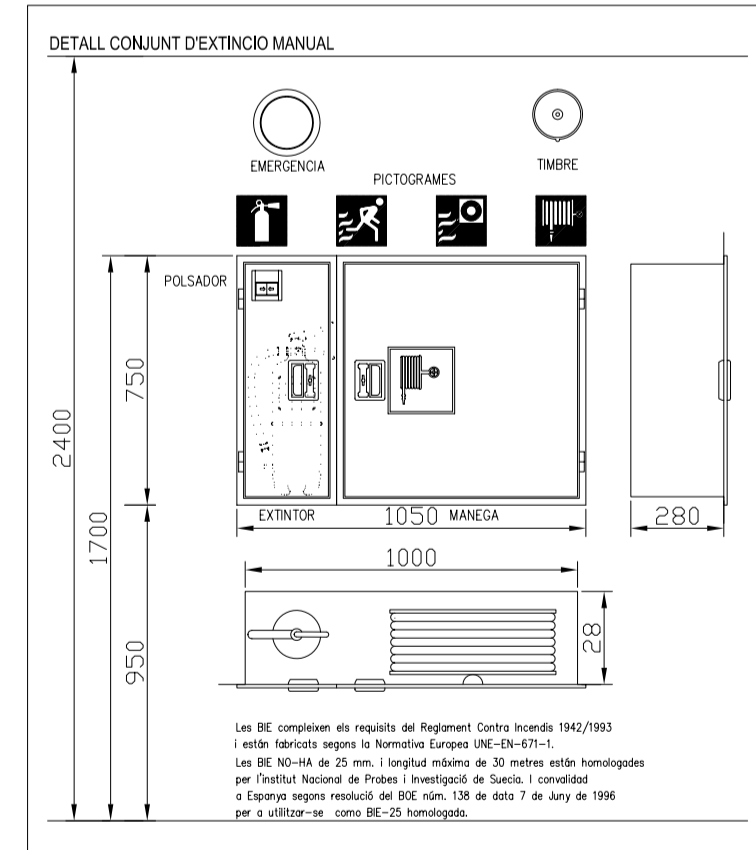 DETALL CONJUNT D'EXTINCIO MANUAL
EMERGENCIA
TIMBRE
PICTOGRAMES
POLSADOR
750
2400
1700
EXTINTOR
1050
MANEGA
280
1000
28
950
Les BIE compleixen els requisits del Reglament Contra Incendis 1942/1993
i están fabricats segons la Normativa Europea UNE-EN-671-1.
Les BIE NO-HA de 25 mm. i longitud máxima de 30 metres están homologades
per l'institut Nacional de Probes i Investigació de Suecia. I convalidad
a Espanya segons resolució del BOE núm. 138 de data 7 de Juny de 1996
per a utilitzar-se como BIE-25 homologada.